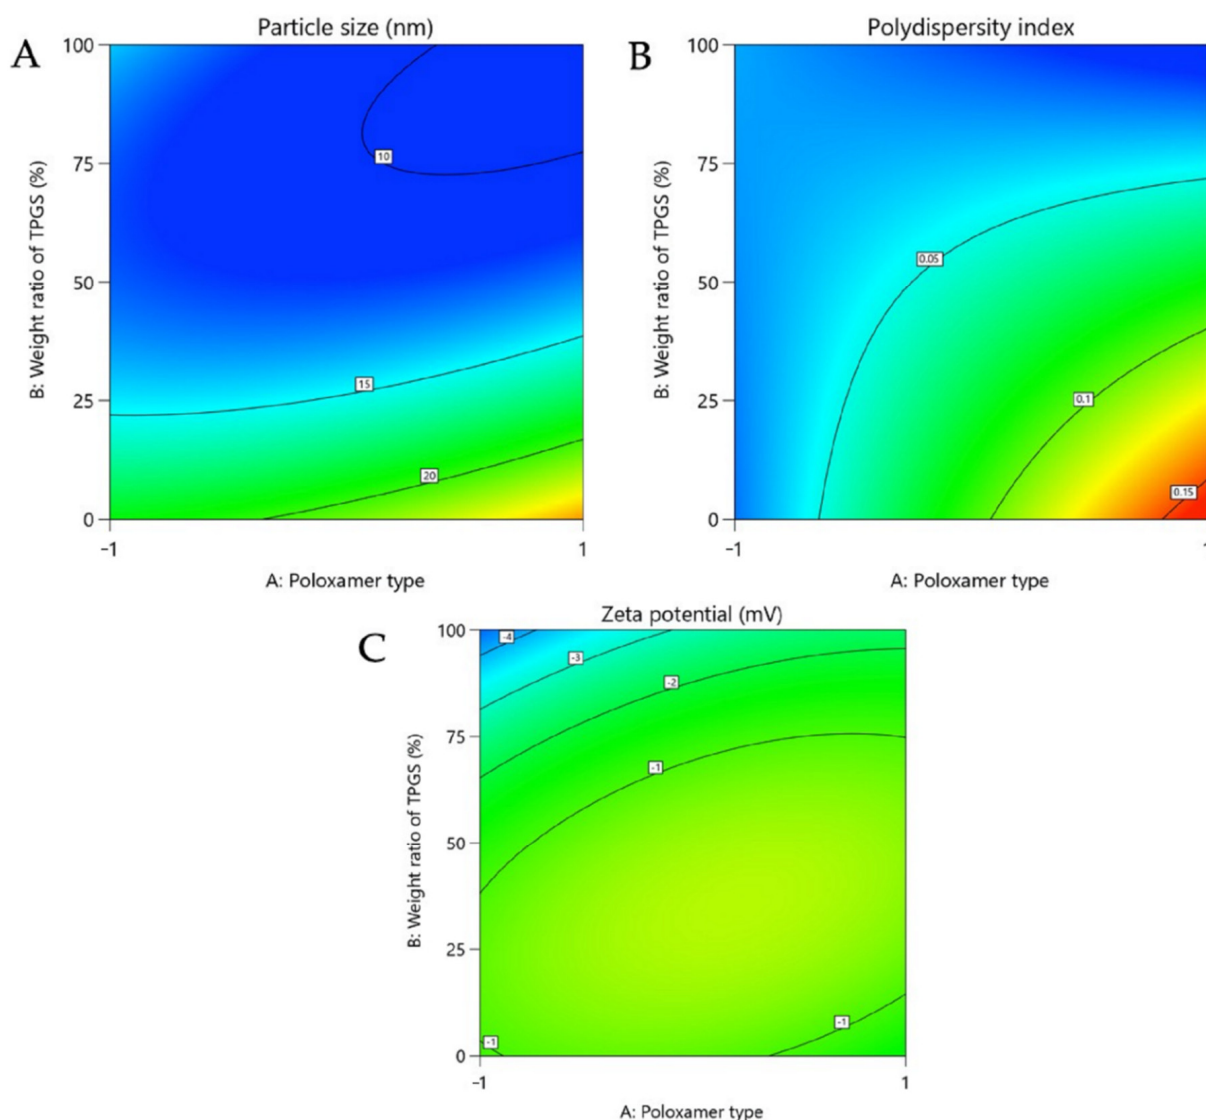 A
Particle size (nm)
100
75
50
25
0
-1
1
10
15
20
B: Weight ratio of TPGS (%)
A: Poloxamer type
B
Polydispersity index
100
75
50
25
0
-1
1
0.05
0.1
0.15
B: Weight ratio of TPGS (%)
A: Poloxamer type
C
Zeta potential (mV)
100
75
50
25
0
-1
1
-4
-3
-2
-1
-1
-1
B: Weight ratio of TPGS (%)
A: Poloxamer type